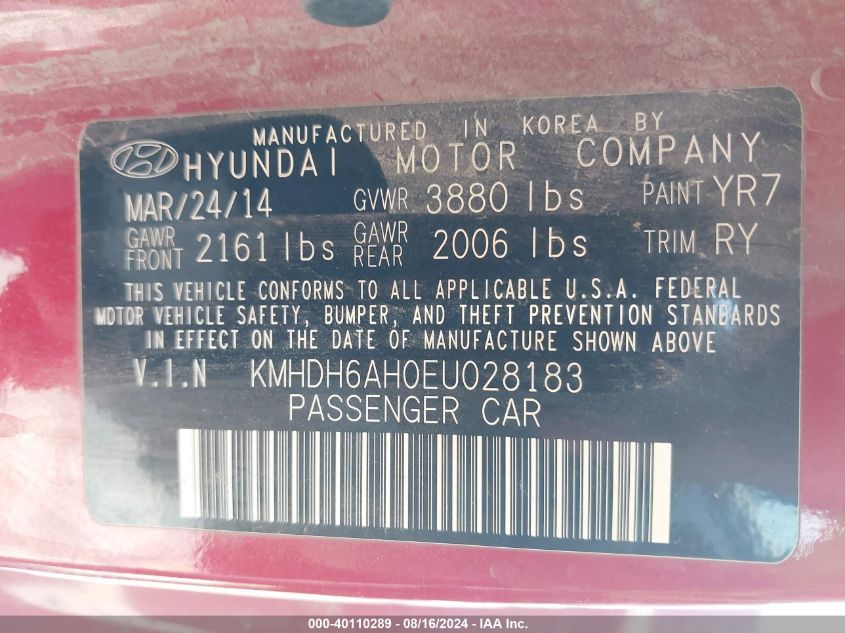 MANUFACTURED IN KOREA BY
HYUNDAI MOTOR COMPANY
MAR/24/14 GVWR 3880 lbs PAINT YR7
GAWR FRONT 2161 lbs GAWR REAR 2006 lbs TRIM RY
THIS VEHICLE CONFORMS TO ALL APPLICABLE U.S.A. FEDERAL
MOTOR VEHICLE SAFETY, BUMPER, AND THEFT PREVENTION STANDARDS
IN EFFECT ON THE DATE OF MANUFACTURE SHOWN ABOVE
V.I.N KMHDH6AH0EU028183
PASSENGER CAR
000-40110289 - 08/16/2024 - IAA Inc.